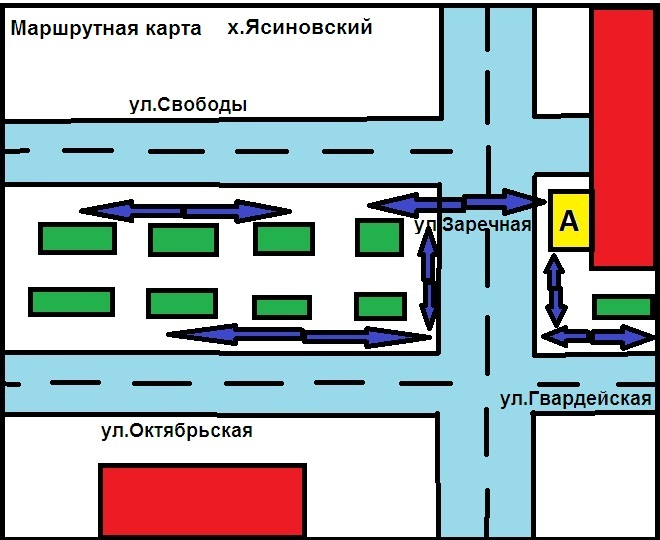 Маршрутная карта х.Ясиновский
ул.Свободы
ул.Заречная
А
ул.Гвардейская
ул.Октябрьская